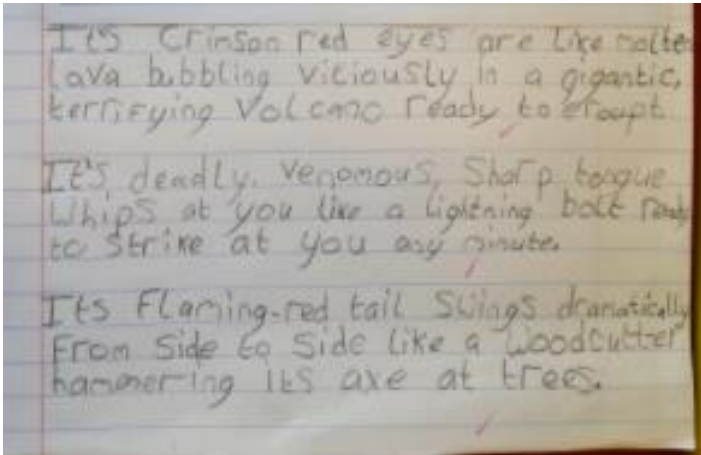 Its Crimson red eyes are like molten
lava bubbling viciously in a gigantic,
terrifying Volcano ready to eroupt
It's deadly, venomous, Sharp tongue
Whips at you like a lightning bolt ready
to strike at you any minute.
Its Flaming-red tail Swings dramatically
From Side to Side like a Woodcutter
hammering its axe at trees.